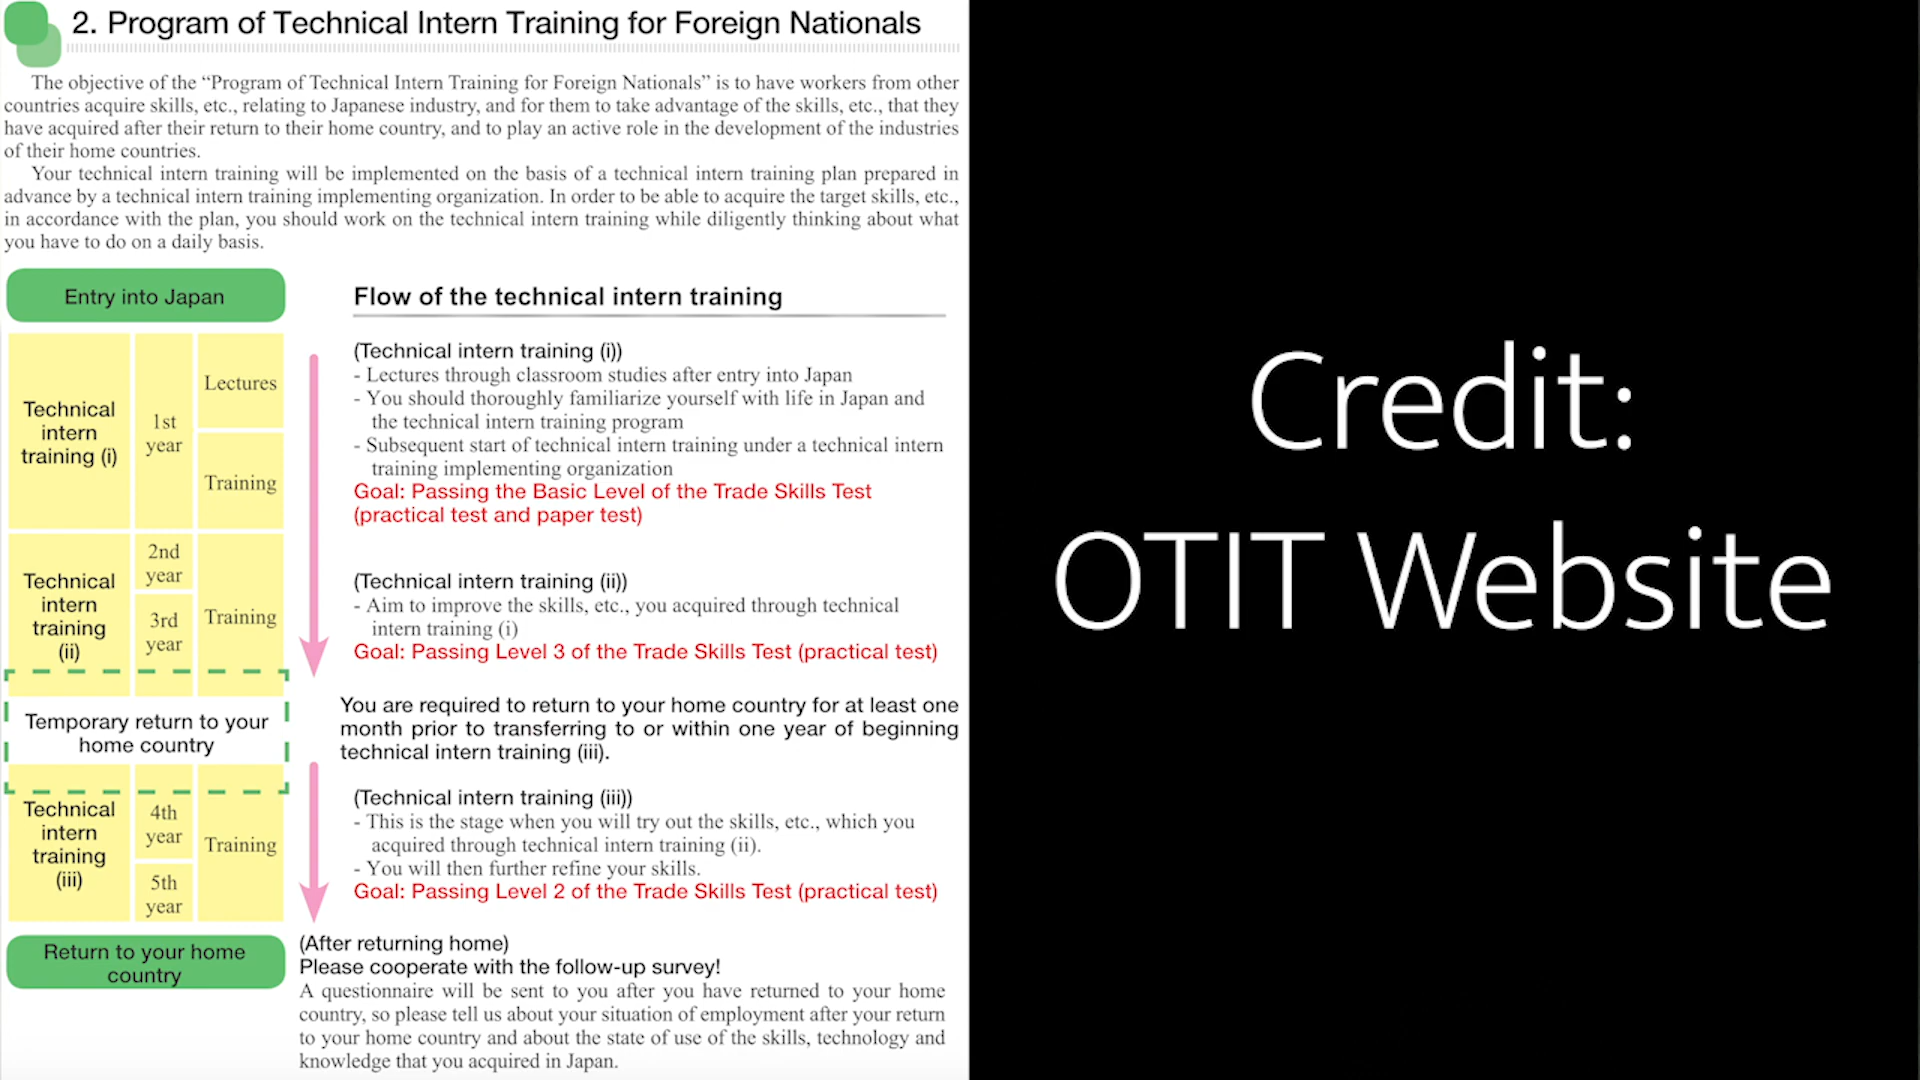 2. Program of Technical Intern Training for Foreign Nationals
The objective of the “Program of Technical Intern Training for Foreign Nationals” is to have workers from other
countries acquire skills, etc., relating to Japanese industry, and for them to take advantage of the skills, etc., that they
have acquired after their return to their home country, and to play an active role in the development of the industries
of their home countries.
Your technical intern training will be implemented on the basis of a technical intern training plan prepared in
advance by a technical intern training implementing organization. In order to be able to acquire the target skills, etc.,
in accordance with the plan, you should work on the technical intern training while diligently thinking about what
you have to do on a daily basis.
Entry into Japan
Technical
intern
training (i)
1st
year
Lectures
Training
Technical
intern
training
(ii)
2nd
year
3rd
year
Training
Temporary return to your
home country
Technical
intern
training
(iii)
4th
year
5th
year
Training
Return to your home
country
Flow of the technical intern training
(Technical intern training (i))
- Lectures through classroom studies after entry into Japan
- You should thoroughly familiarize yourself with life in Japan and
the technical intern training program
- Subsequent start of technical intern training under a technical intern
training implementing organization
Goal: Passing the Basic Level of the Trade Skills Test
(practical test and paper test)
(Technical intern training (ii))
- Aim to improve the skills, etc., you acquired through technical
intern training (i)
Goal: Passing Level 3 of the Trade Skills Test (practical test)
You are required to return to your home country for at least one
month prior to transferring to or within one year of beginning
technical intern training (iii).
(Technical intern training (iii))
- This is the stage when you will try out the skills, etc., which you
acquired through technical intern training (ii).
- You will then further refine your skills.
Goal: Passing Level 2 of the Trade Skills Test (practical test)
(After returning home)
Please cooperate with the follow-up survey!
A questionnaire will be sent to you after you have returned to your home
country, so please tell us about your situation of employment after your return
to your home country and about the state of use of the skills, technology and
knowledge that you acquired in Japan.
Credit:
OTIT Website